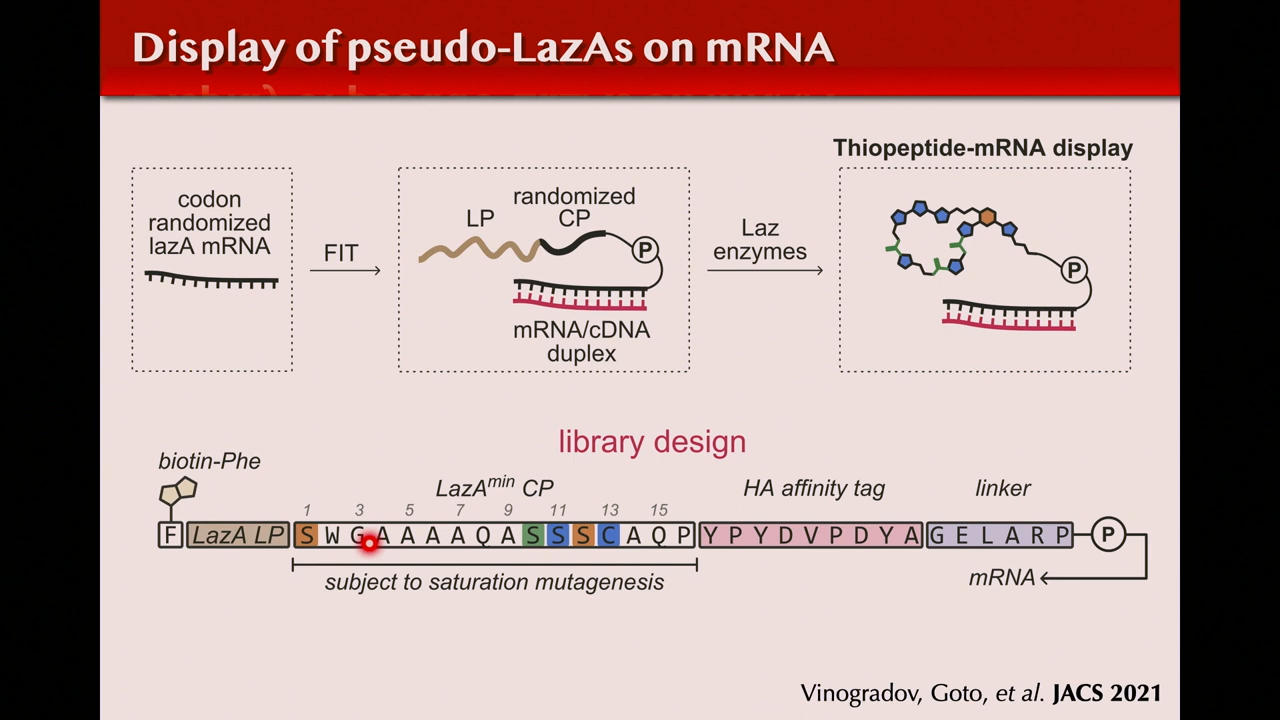 Display of pseudo-LazAs on mRNA
Thiopeptide-mRNA display
codon
randomized
lazA mRNA
FIT
LP
randomized
CP
P
mRNA/cDNA
duplex
Laz
enzymes
P
library design
biotin-Phe
LazAmin CP
HA affinity tag
linker
1 3 5 7 9 11 13 15
F LazA LP S W G A A A A Q A S S S C A Q P Y P Y D V P D Y A G E L A R P P
subject to saturation mutagenesis
mRNA
Vinogradov, Goto, et al. JACS 2021